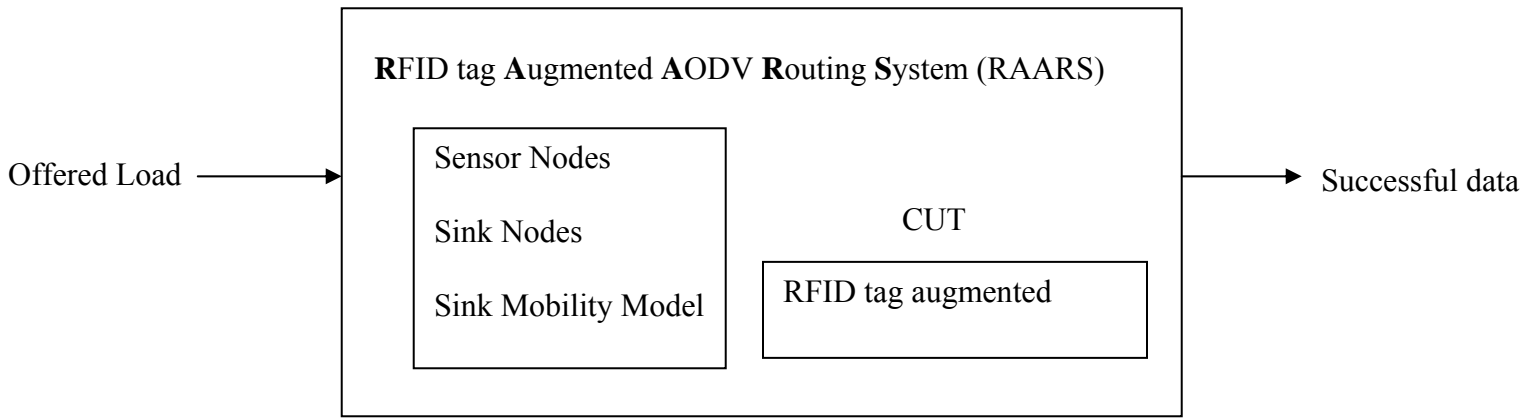 RFID tag Augmented AODV Routing System (RAARS)
Offered Load
Sensor Nodes
Sink Nodes
Sink Mobility Model
CUT
RFID tag augmented
Successful data